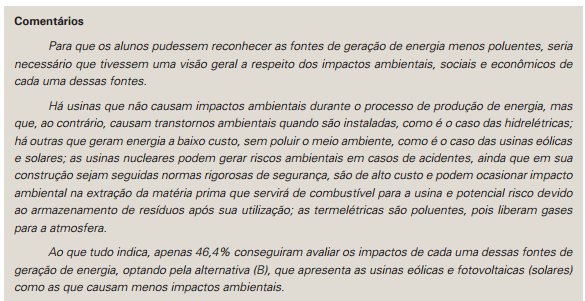 Comentários
Para que os alunos pudessem reconhecer as fontes de geração de energia menos poluentes, seria
necessário que tivessem uma visão geral a respeito dos impactos ambientais, sociais e econômicos de
cada uma dessas fontes.
Há usinas que não causam impactos ambientais durante o processo de produção de energia, mas
que, ao contrário, causam transtornos ambientais quando são instaladas, como é o caso das hidrelétricas;
há outras que geram energia a baixo custo, sem poluir o meio ambiente, como é o caso das usinas eólicas
e solares; as usinas nucleares podem gerar riscos ambientais em casos de acidentes, ainda que em sua
construção sejam seguidas normas rigorosas de segurança, são de alto custo e podem ocasionar impacto
ambiental na extração da matéria prima que servirá de combustível para a usina e potencial risco devido
ao armazenamento de resíduos após sua utilização; as termelétricas são poluentes, pois liberam gases
para a atmosfera.
Ao que tudo indica, apenas 46,4% conseguiram avaliar os impactos de cada uma dessas fontes de
geração de energia, optando pela alternativa (B), que apresenta as usinas eólicas e fotovoltaicas (solares)
como as que causam menos impactos ambientais.